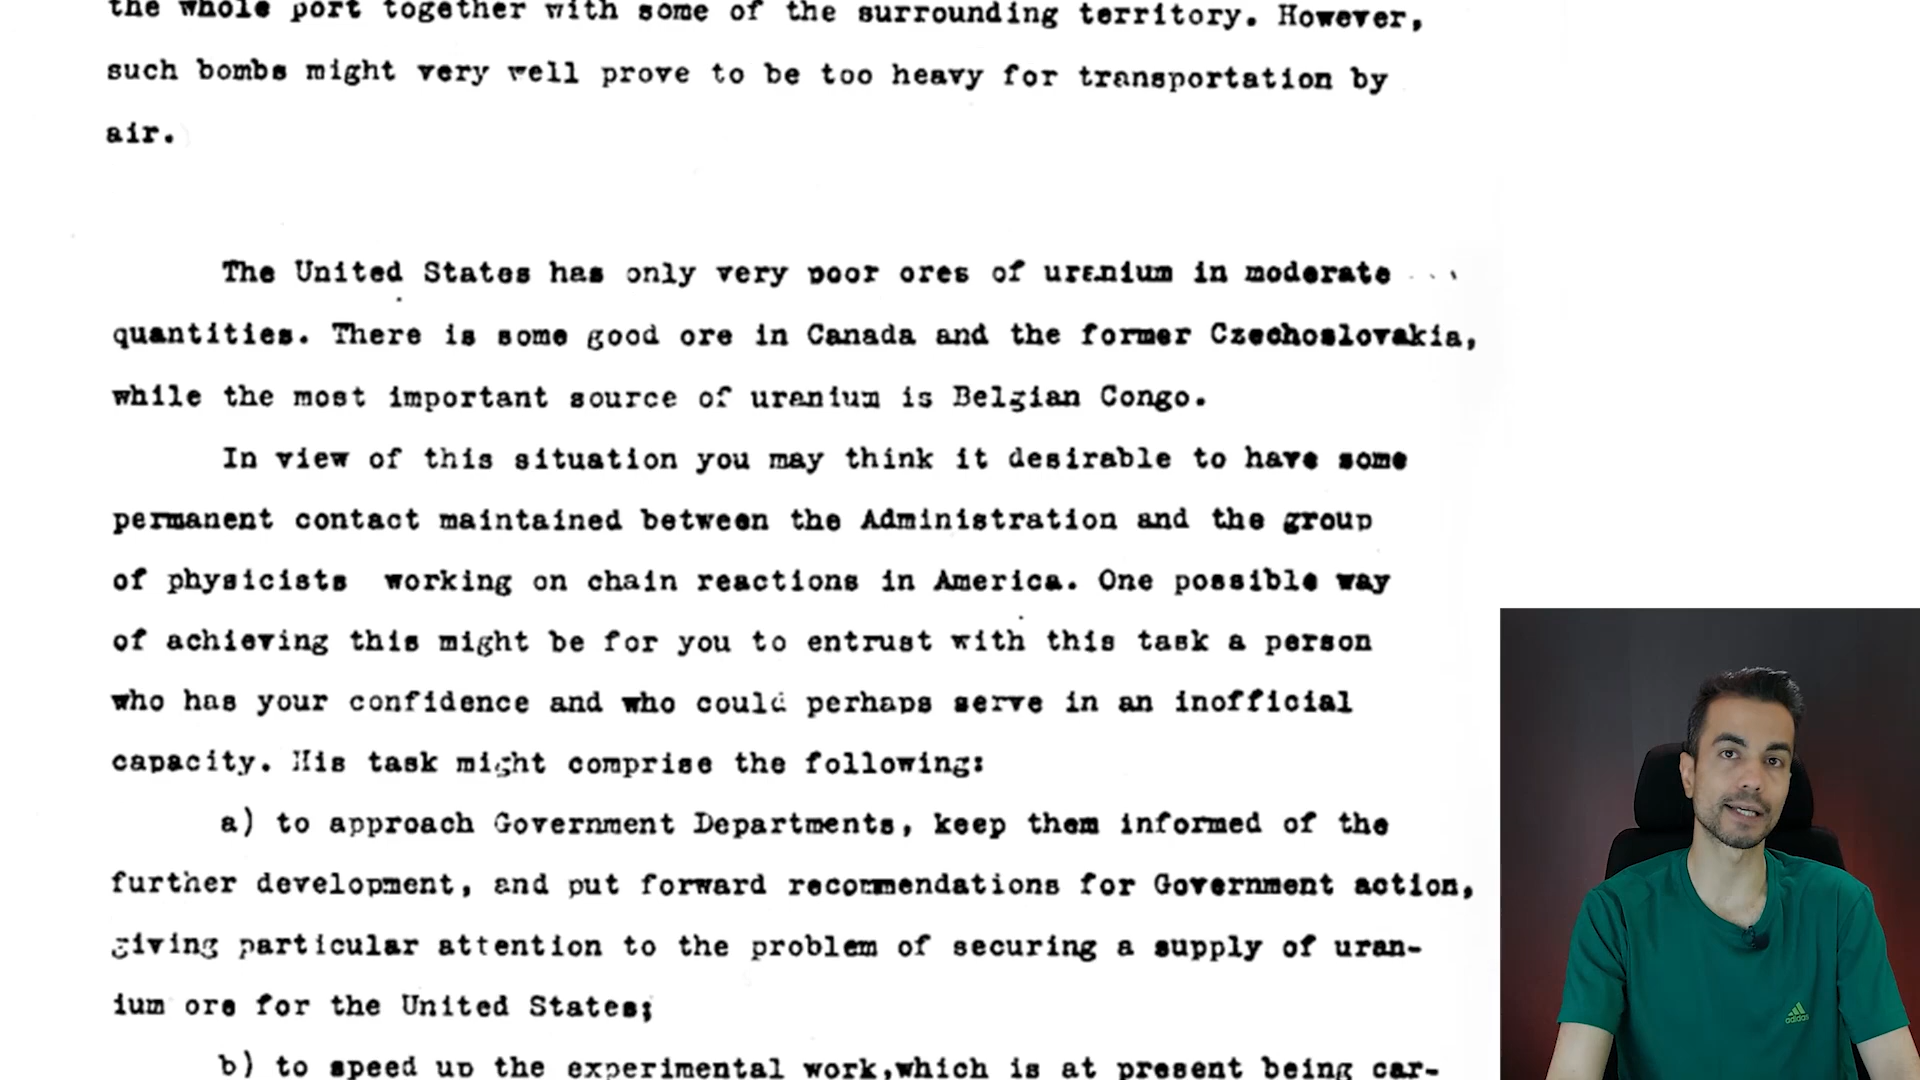 the whole port together with some of the surrounding territory. However,
such bombs might very well prove to be too heavy for transportation by
air.
The United States has only very poor ores of uranium in moderate
quantities. There is some good ore in Canada and the former Czechoslovakia,
while the most important source of uranium is Belgian Congo.
In view of this situation you may think it desirable to have some
permanent contact maintained between the Administration and the group
of physicists working on chain reactions in America. One possible way
of achieving this might be for you to entrust with this task a person
who has your confidence and who could perhaps serve in an inofficial
capacity. His task might comprise the following:
a) to approach Government Departments, keep them informed of the
further development, and put forward recommendations for Government action,
giving particular attention to the problem of securing a supply of uran-
ium ore for the United States;
b) to speed up the experimental work,which is at present being car-
adidas